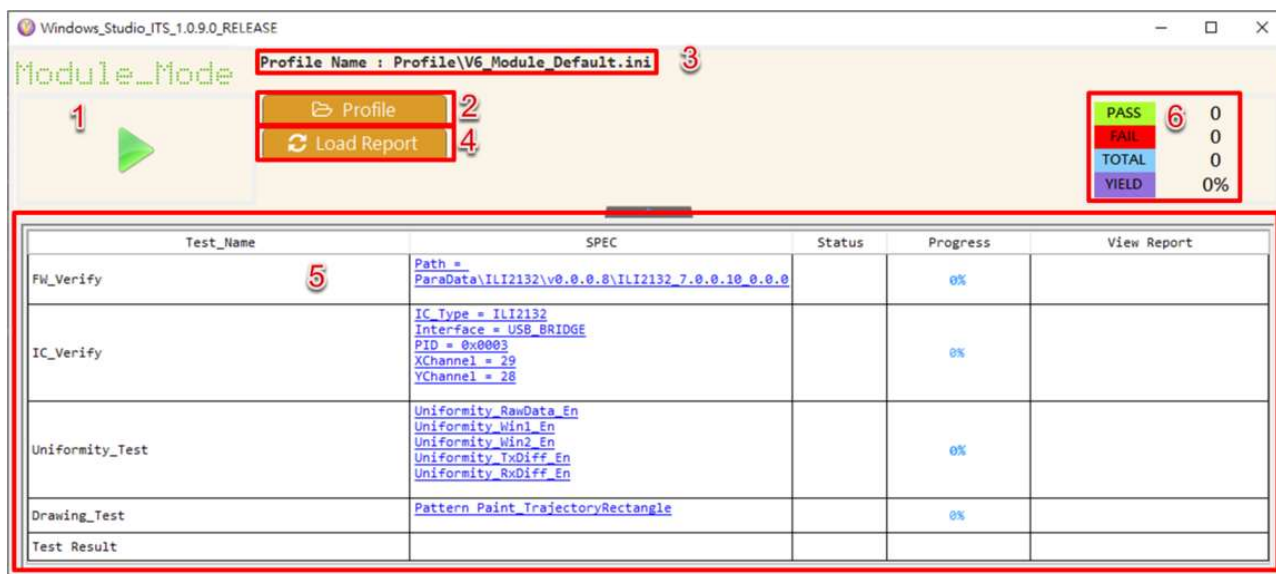 Windows_Studio_ITS_1.0.9.0_RELEASE
Module_Mode
Profile Name : Profile\V6_Module_Default.ini
3
1
Profile
2
Load Report
4
PASS 0
6
FAIL 0
TOTAL 0
YIELD 0%
Test_Name SPEC Status Progress View Report
5
FW_Verify
Path =
ParaData\ILI2132\v0.0.0.8\ILI2132_7.0.0.10_0.0.0
0%
IC_Verify
IC_Type = ILI2132
Interface = USB_BRIDGE
PID = 0x0003
XChannel = 29
YChannel = 28
0%
Uniformity_Test
Uniformity_RawData_En
Uniformity_Win1_En
Uniformity_Win2_En
Uniformity_TxDiff_En
Uniformity_RxDiff_En
0%
Drawing_Test
Pattern Paint_TrajectoryRectangle
0%
Test Result